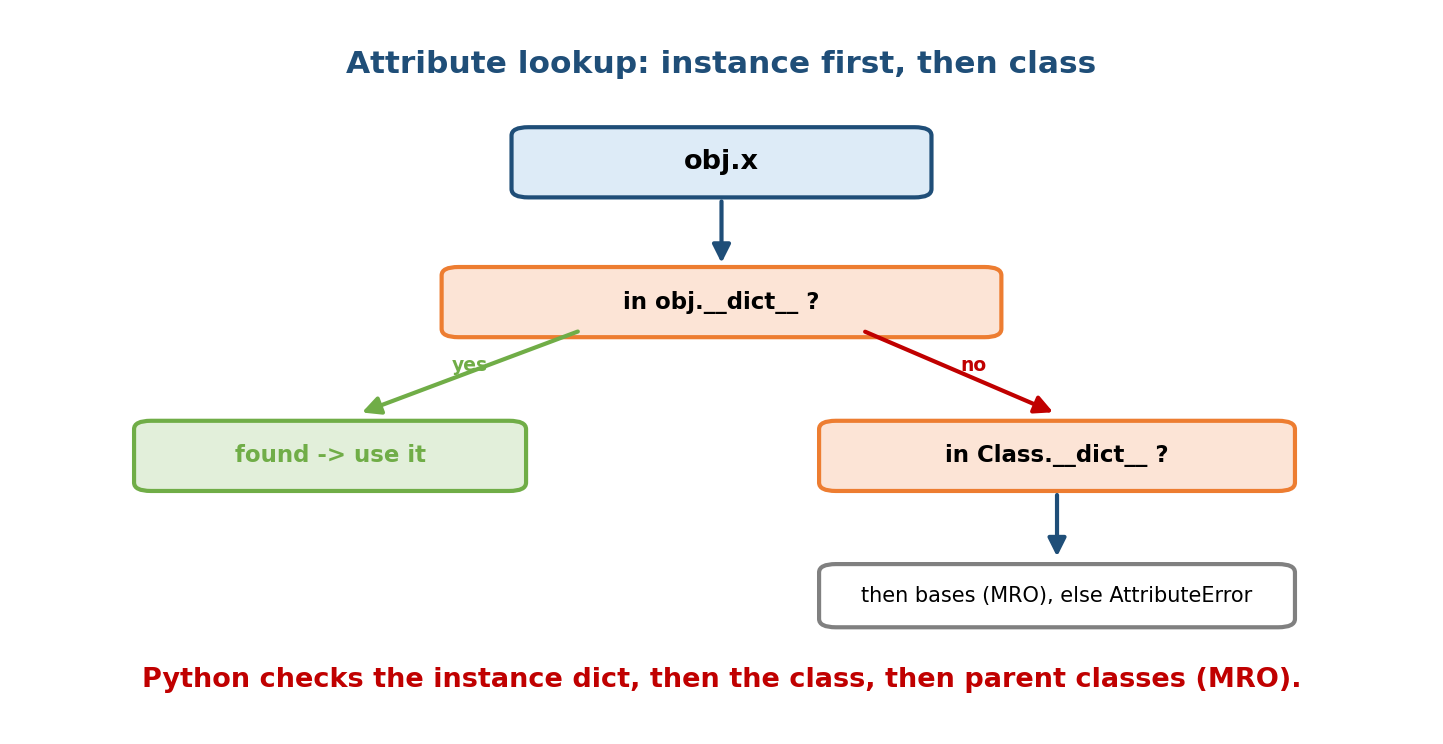 Attribute lookup: instance first, then class
obj.x
in obj.__dict__ ?
yes
no
found -> use it
in Class.__dict__ ?
then bases (MRO), else AttributeError
Python checks the instance dict, then the class, then parent classes (MRO).